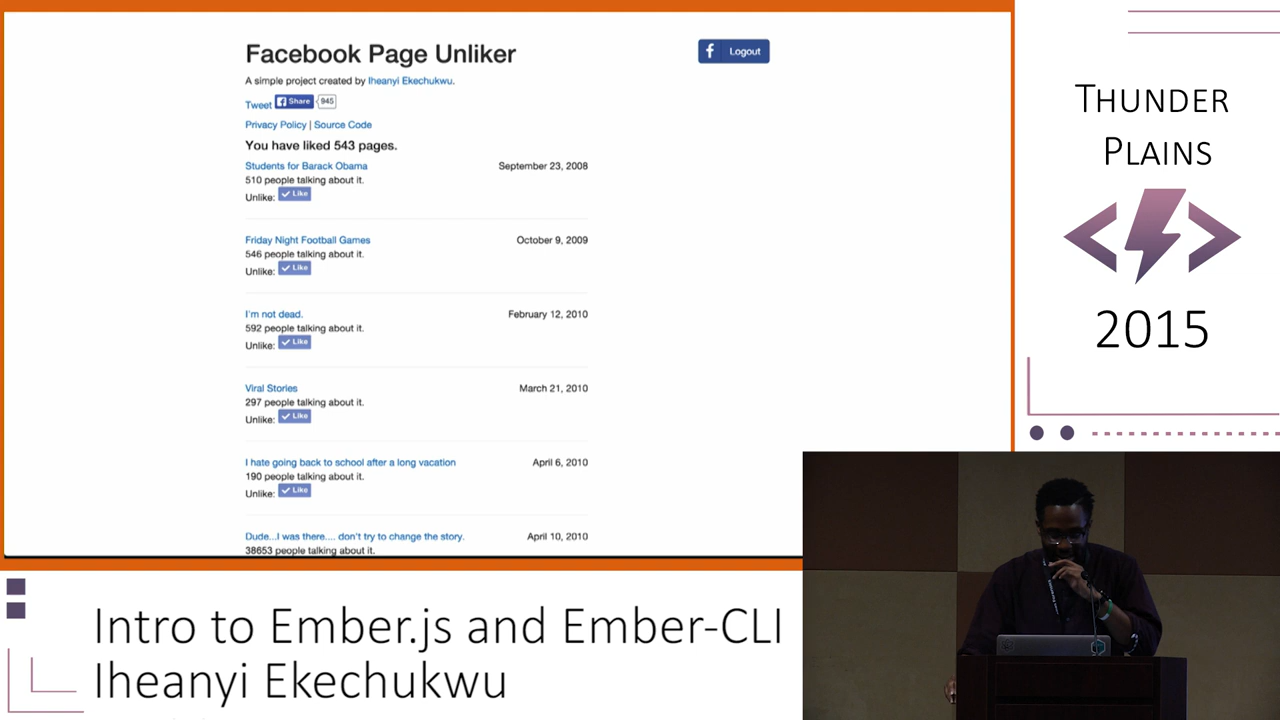 Facebook Page Unliker
Logout
A simple project created by Iheanyi Ekechukwu.
Tweet Share 945
Privacy Policy | Source Code
You have liked 543 pages.
Students for Barack Obama September 23, 2008
510 people talking about it.
Unlike: Like
Friday Night Football Games October 9, 2009
546 people talking about it.
Unlike: Like
I'm not dead. February 12, 2010
592 people talking about it.
Unlike: Like
Viral Stories March 21, 2010
297 people talking about it.
Unlike: Like
I hate going back to school after a long vacation April 6, 2010
190 people talking about it.
Unlike: Like
Dude...I was there.... don't try to change the story. April 10, 2010
38653 people talking about it.
THUNDER
PLAINS
2015
Intro to Ember.js and Ember-CLI
Iheanyi Ekechukwu